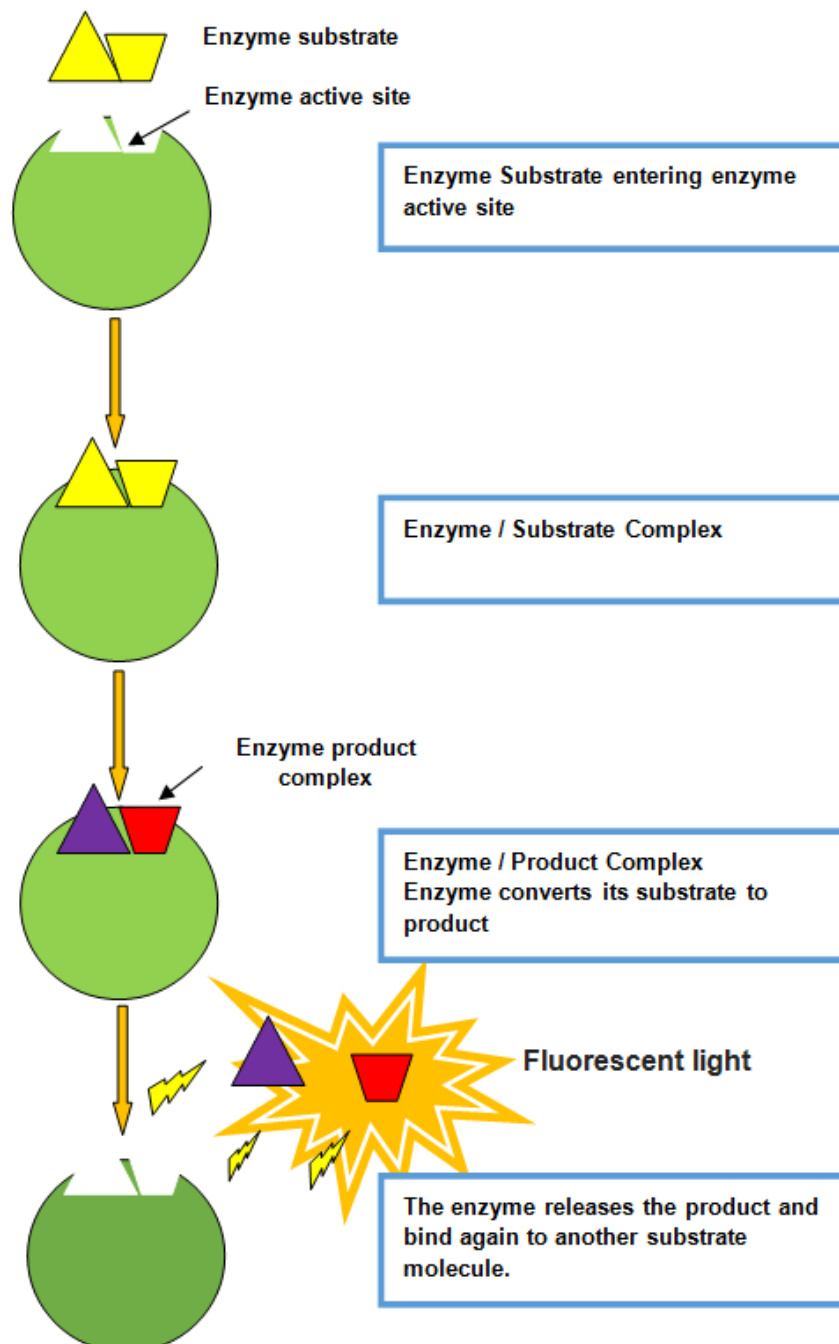 Enzyme substrate
Enzyme active site
Enzyme Substrate entering enzyme
active site
Enzyme / Substrate Complex
Enzyme product
complex
Enzyme / Product Complex
Enzyme converts its substrate to
product
Fluorescent light
The enzyme releases the product and
bind again to another substrate
molecule.